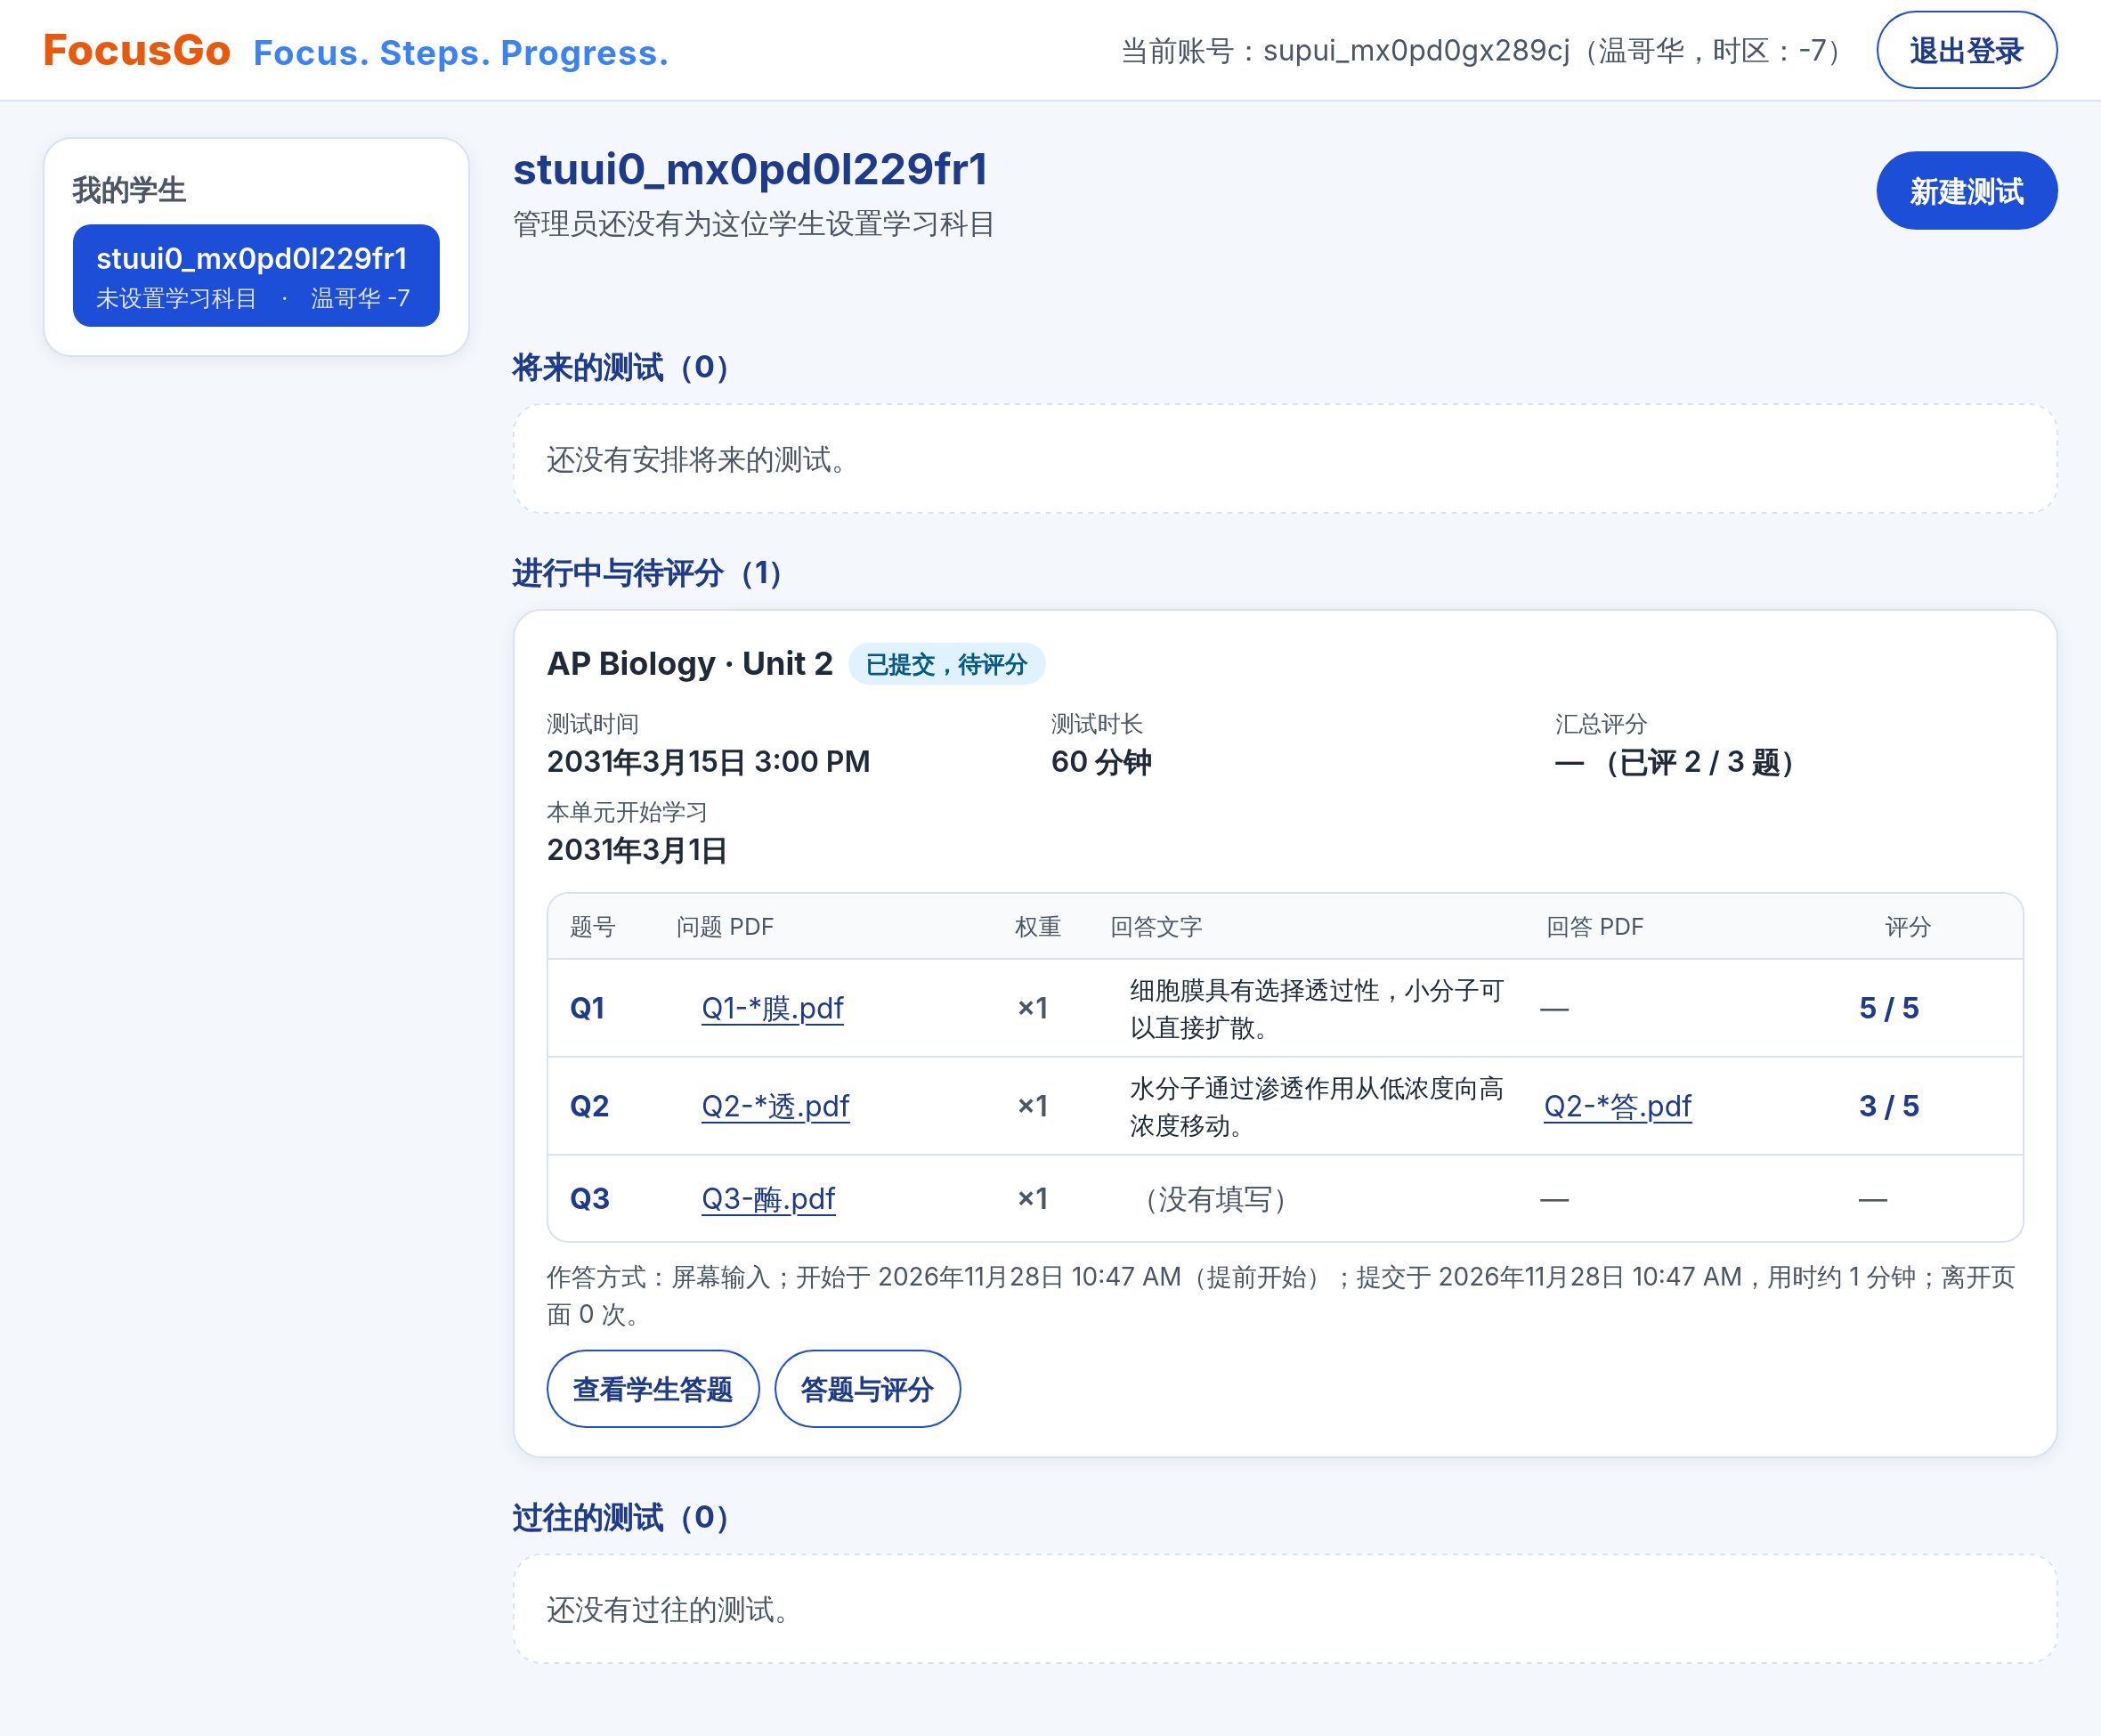 FocusGo Focus. Steps. Progress.
当前账号：supui_mx0pd0gx289cj（温哥华，时区：-7）
退出登录
我的学生
stuui0_mx0pd0l229fr1
未设置学习科目 · 温哥华 -7
stuui0_mx0pd0l229fr1
管理员还没有为这位学生设置学习科目
新建测试
将来的测试（0）
还没有安排将来的测试。
进行中与待评分（1）
AP Biology · Unit 2 已提交，待评分
测试时间 测试时长 汇总评分
2031年3月15日 3:00 PM 60 分钟 — （已评 2 / 3 题）
本单元开始学习
2031年3月1日
题号 问题 PDF 权重 回答文字 回答 PDF 评分
Q1 Q1-*膜.pdf ×1 细胞膜具有选择透过性，小分子可
以直接扩散。 — 5 / 5
Q2 Q2-*透.pdf ×1 水分子通过渗透作用从低浓度向高
浓度移动。 Q2-*答.pdf 3 / 5
Q3 Q3-酶.pdf ×1 （没有填写） — —
作答方式：屏幕输入；开始于 2026年11月28日 10:47 AM（提前开始）；提交于 2026年11月28日 10:47 AM，用时约 1 分钟；离开页
面 0 次。
查看学生答题 答题与评分
过往的测试（0）
还没有过往的测试。